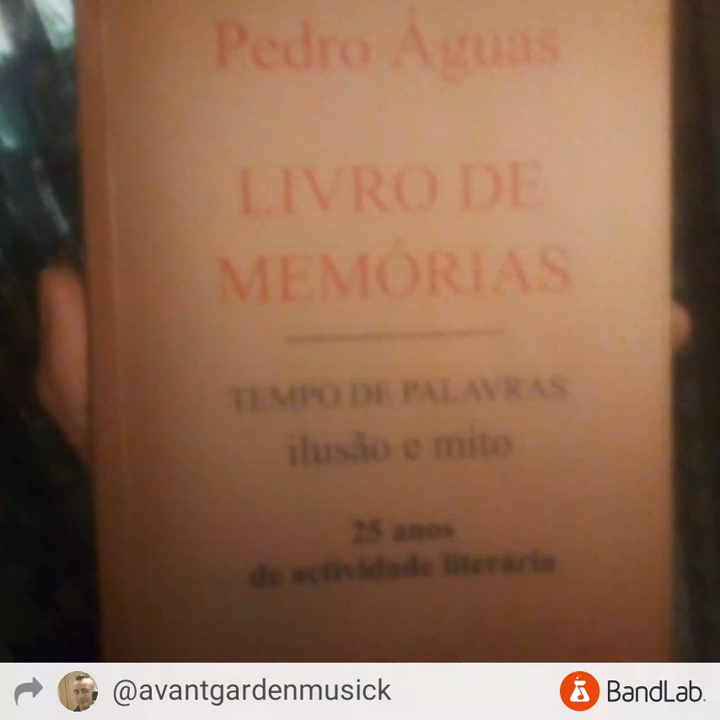 Pedro Águas
LIVRO DE
MEMÓRIAS
TEMPO DE PALAVRAS
ilusão e mito
25 anos
de actividade literária
@avantgardenmusick
BandLab.